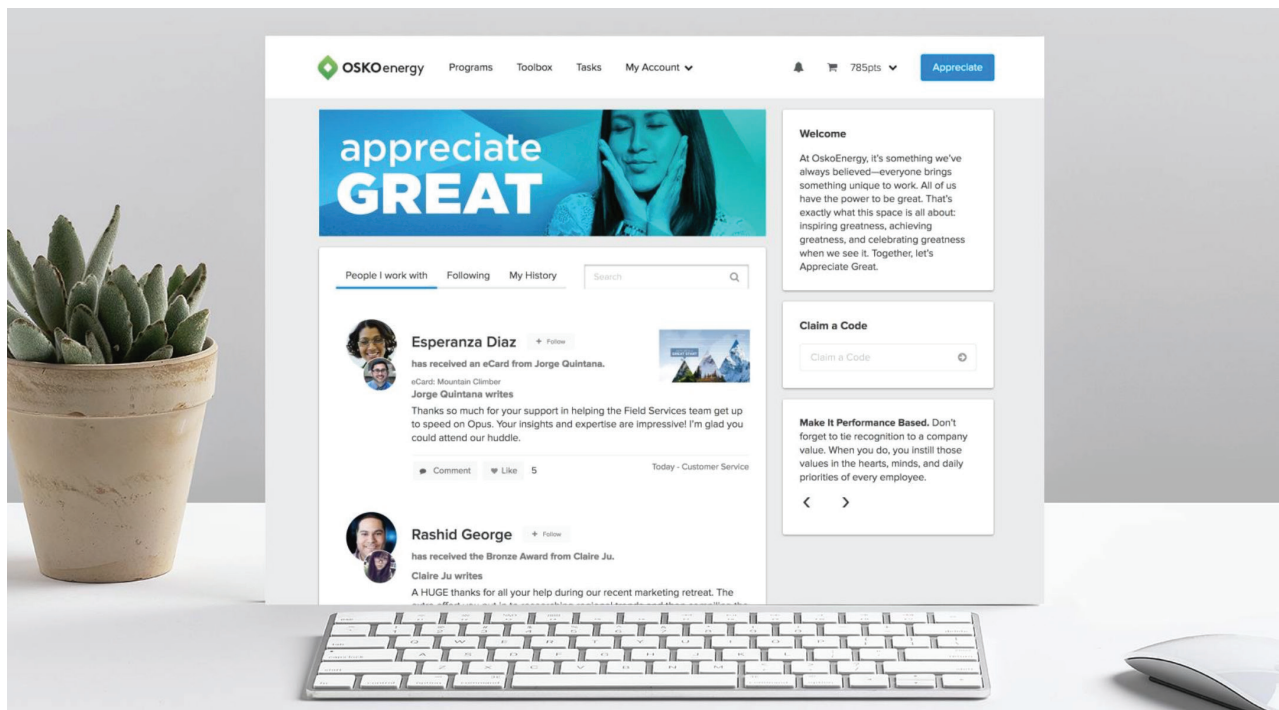 OSKOenergy Programs Toolbox Tasks My Account 785pts Appreciate
appreciate
GREAT
People I work with Following My History Search
Esperanza Diaz + Follow
has received an eCard from Jorge Quintana.
eCard: Mountain Climber
Jorge Quintana writes
Thanks so much for your support in helping the Field Services team get up
to speed on Opus. Your insights and expertise are impressive! I'm glad you
could attend our huddle.
Comment Like 5 Today - Customer Service
Rashid George + Follow
has received the Bronze Award from Claire Ju.
Claire Ju writes
A HUGE thanks for all your help during our recent marketing retreat. The
Welcome
At OskoEnergy, it's something we've
always believed—everyone brings
something unique to work. All of us
have the power to be great. That's
exactly what this space is all about:
inspiring greatness, achieving
greatness, and celebrating greatness
when we see it. Together, let's
Appreciate Great.
Claim a Code
Claim a Code
Make It Performance Based. Don't
forget to tie recognition to a company
value. When you do, you instill those
values in the hearts, minds, and daily
priorities of every employee.